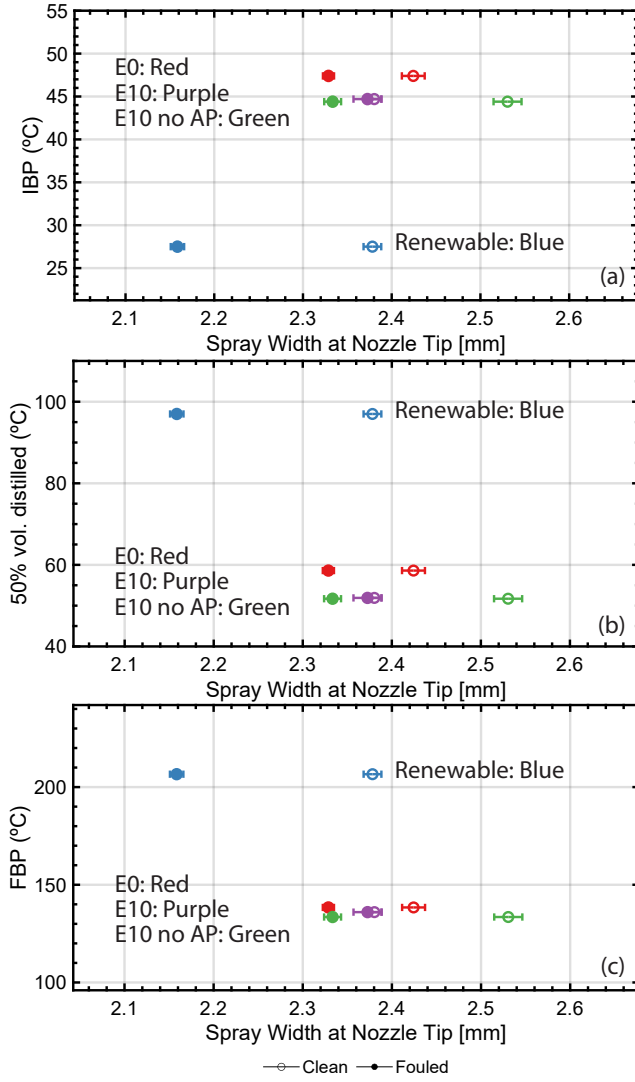 55
50
45
40
35
30
25
IBP (ºC)
E0: Red
E10: Purple
E10 no AP: Green
Renewable: Blue
(a)
2.1 2.2 2.3 2.4 2.5 2.6
Spray Width at Nozzle Tip [mm]
100
80
60
40
50% vol. distilled (ºC)
Renewable: Blue
E0: Red
E10: Purple
E10 no AP: Green
(b)
2.1 2.2 2.3 2.4 2.5 2.6
Spray Width at Nozzle Tip [mm]
200
150
100
FBP (ºC)
Renewable: Blue
E0: Red
E10: Purple
E10 no AP: Green
(c)
2.1 2.2 2.3 2.4 2.5 2.6
Spray Width at Nozzle Tip [mm]
Clean Fouled